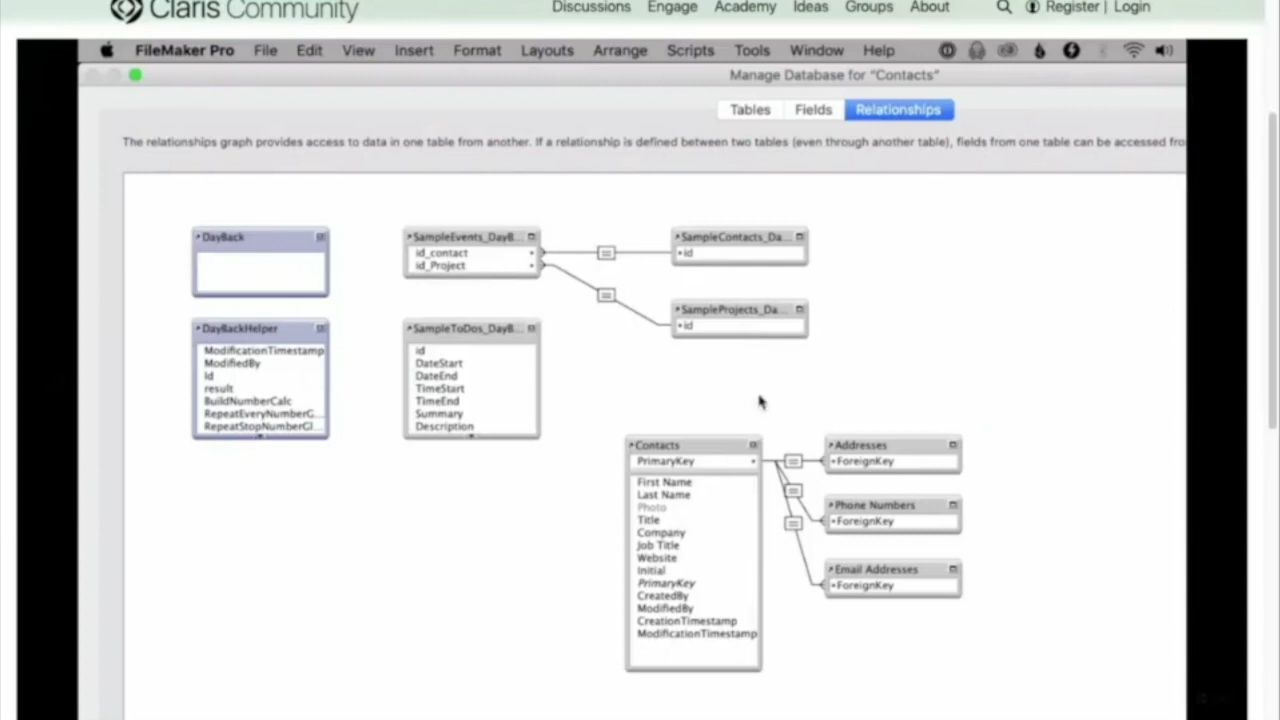 Claris Community
Discussions Engage Academy Ideas Groups About Register | Login
FileMaker Pro File Edit View Insert Format Layouts Arrange Scripts Tools Window Help
Manage Database for "Contacts"
Tables Fields Relationships
The relationships graph provides access to data in one table from another. If a relationship is defined between two tables (even through another table), fields from one table can be accessed fro
DayBack
SampleEvents_DayB...
id_contact
id_Project
SampleContacts_Da...
id
SampleProjects_Da...
id
DayBackHelper
ModificationTimestamp
ModifiedBy
Id
result
BuildNumberCalc
RepeatEveryNumberG...
RepeatStopNumberGl...
SampleToDos_DayB...
id
DateStart
DateEnd
TimeStart
TimeEnd
Summary
Description
Contacts
PrimaryKey
First Name
Last Name
Photo
Title
Company
Job Title
Website
Initial
PrimaryKey
CreatedBy
ModifiedBy
CreationTimestamp
ModificationTimestamp
Addresses
ForeignKey
Phone Numbers
ForeignKey
Email Addresses
ForeignKey